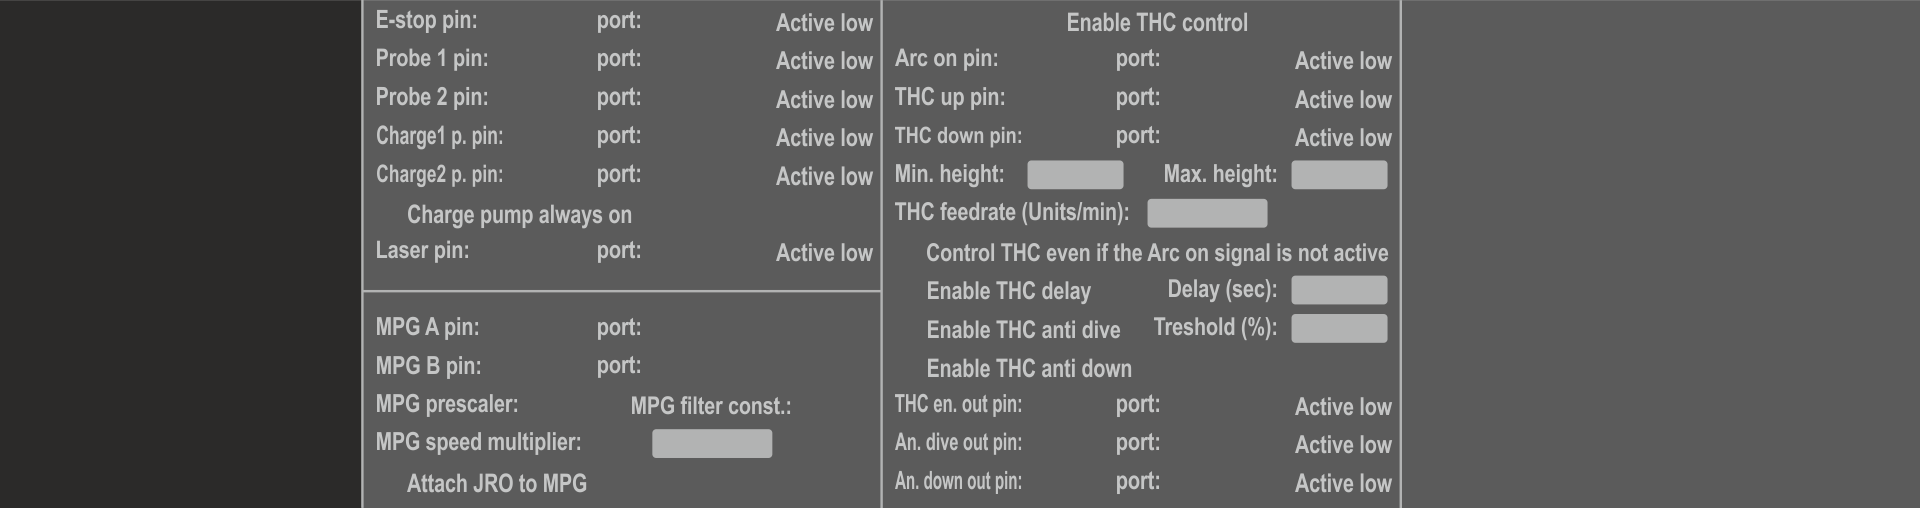 E-stop pin: port: Active low
Probe 1 pin: port: Active low
Probe 2 pin: port: Active low
Charge1 p. pin: port: Active low
Charge2 p. pin: port: Active low
Charge pump always on
Laser pin: port: Active low
MPG A pin: port:
MPG B pin: port:
MPG prescaler: MPG filter const.:
MPG speed multiplier:
Attach JRO to MPG
Enable THC control
Arc on pin: port: Active low
THC up pin: port: Active low
THC down pin: port: Active low
Min. height: Max. height:
THC feedrate (Units/min):
Control THC even if the Arc on signal is not active
Enable THC delay Delay (sec):
Enable THC anti dive Treshold (%):
Enable THC anti down
THC en. out pin: port: Active low
An. dive out pin: port: Active low
An. down out pin: port: Active low